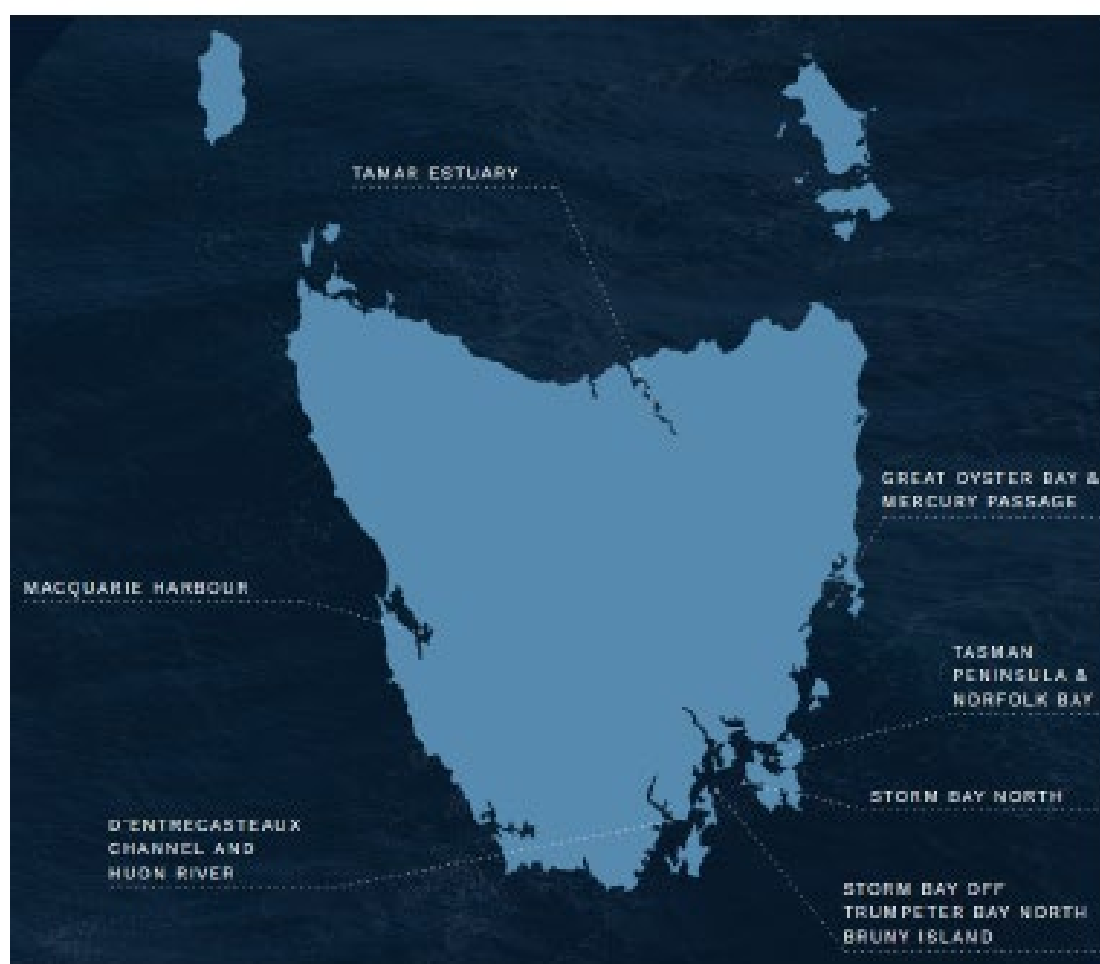 TAMAR ESTUARY
GREAT OYSTER BAY &
MERCURY PASSAGE
MACQUARIE HARBOUR
TASMAN
PENINSULA &
NORFOLK BAY
STORM BAY NORTH
D'ENTRECASTEAUX
CHANNEL AND
HUON RIVER
STORM BAY OFF
TRUMPETER BAY NORTH
BRUNY ISLAND